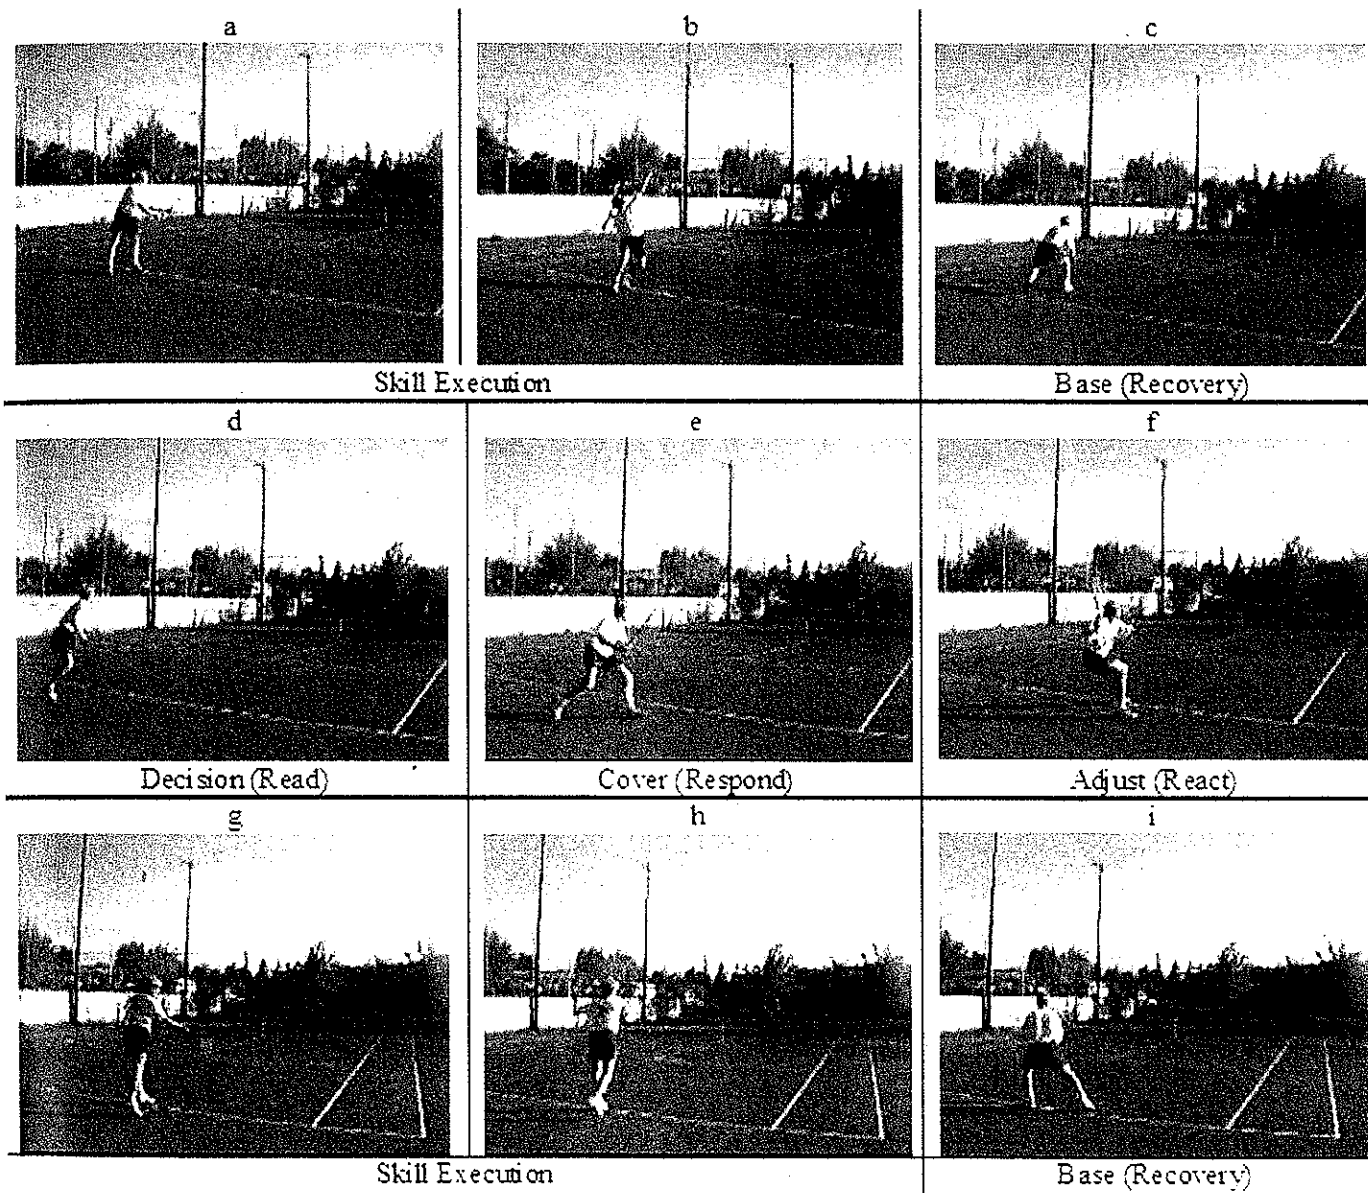 a b c
Skill Execution Base (Recovery)
d e f
Decision (Read) Cover (Respond) Adjust (React)
g h i
Skill Execution Base (Recovery)